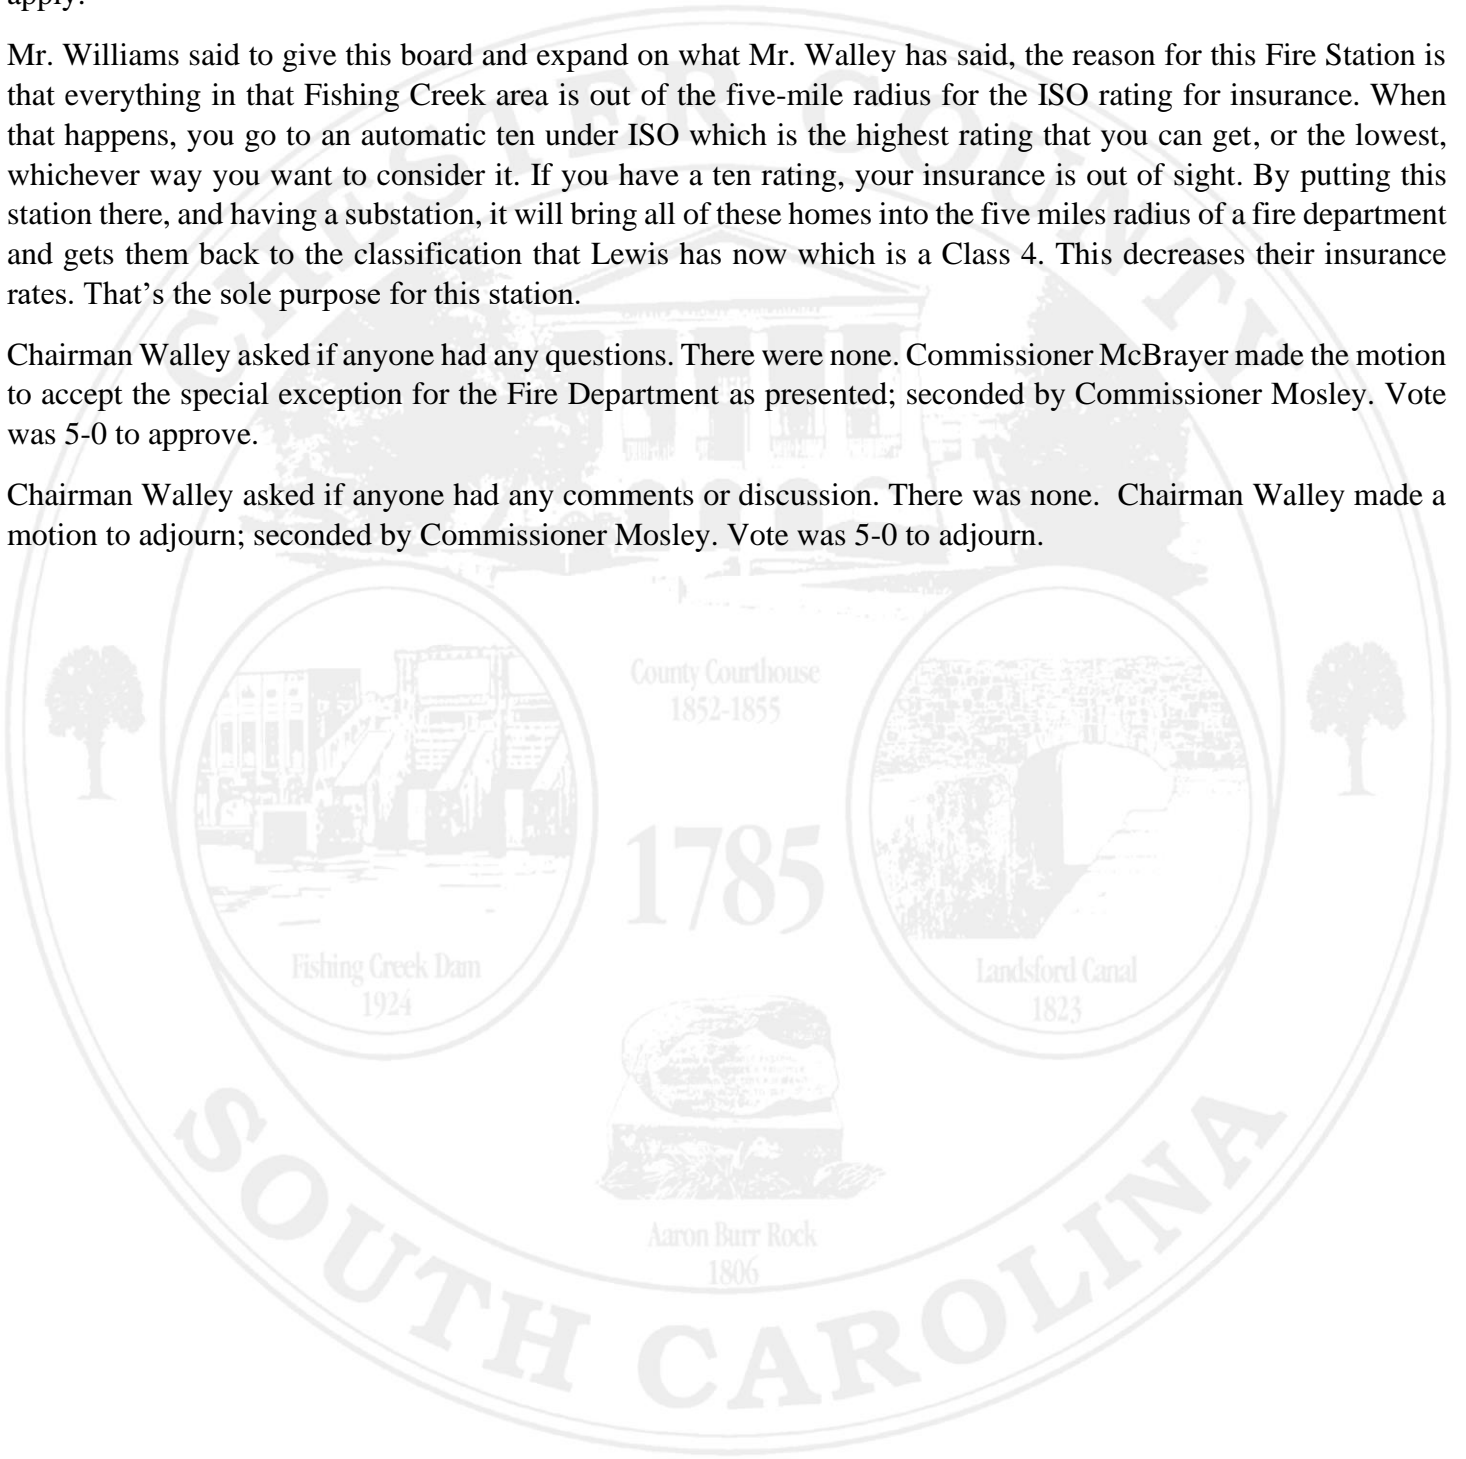 apply.
Mr. Williams said to give this board and expand on what Mr. Walley has said, the reason for this Fire Station is
that everything in that Fishing Creek area is out of the five-mile radius for the ISO rating for insurance. When
that happens, you go to an automatic ten under ISO which is the highest rating that you can get, or the lowest,
whichever way you want to consider it. If you have a ten rating, your insurance is out of sight. By putting this
station there, and having a substation, it will bring all of these homes into the five miles radius of a fire department
and gets them back to the classification that Lewis has now which is a Class 4. This decreases their insurance
rates. That’s the sole purpose for this station.
Chairman Walley asked if anyone had any questions. There were none. Commissioner McBrayer made the motion
to accept the special exception for the Fire Department as presented; seconded by Commissioner Mosley. Vote
was 5-0 to approve.
Chairman Walley asked if anyone had any comments or discussion. There was none.  Chairman Walley made a
motion to adjourn; seconded by Commissioner Mosley. Vote was 5-0 to adjourn.
CHESTER COUNTY
County Courthouse
1852-1855
1785
Fishing Creek Dam
1924
Landsford Canal
1823
Aaron Burr Rock
1806
SOUTH CAROLINA